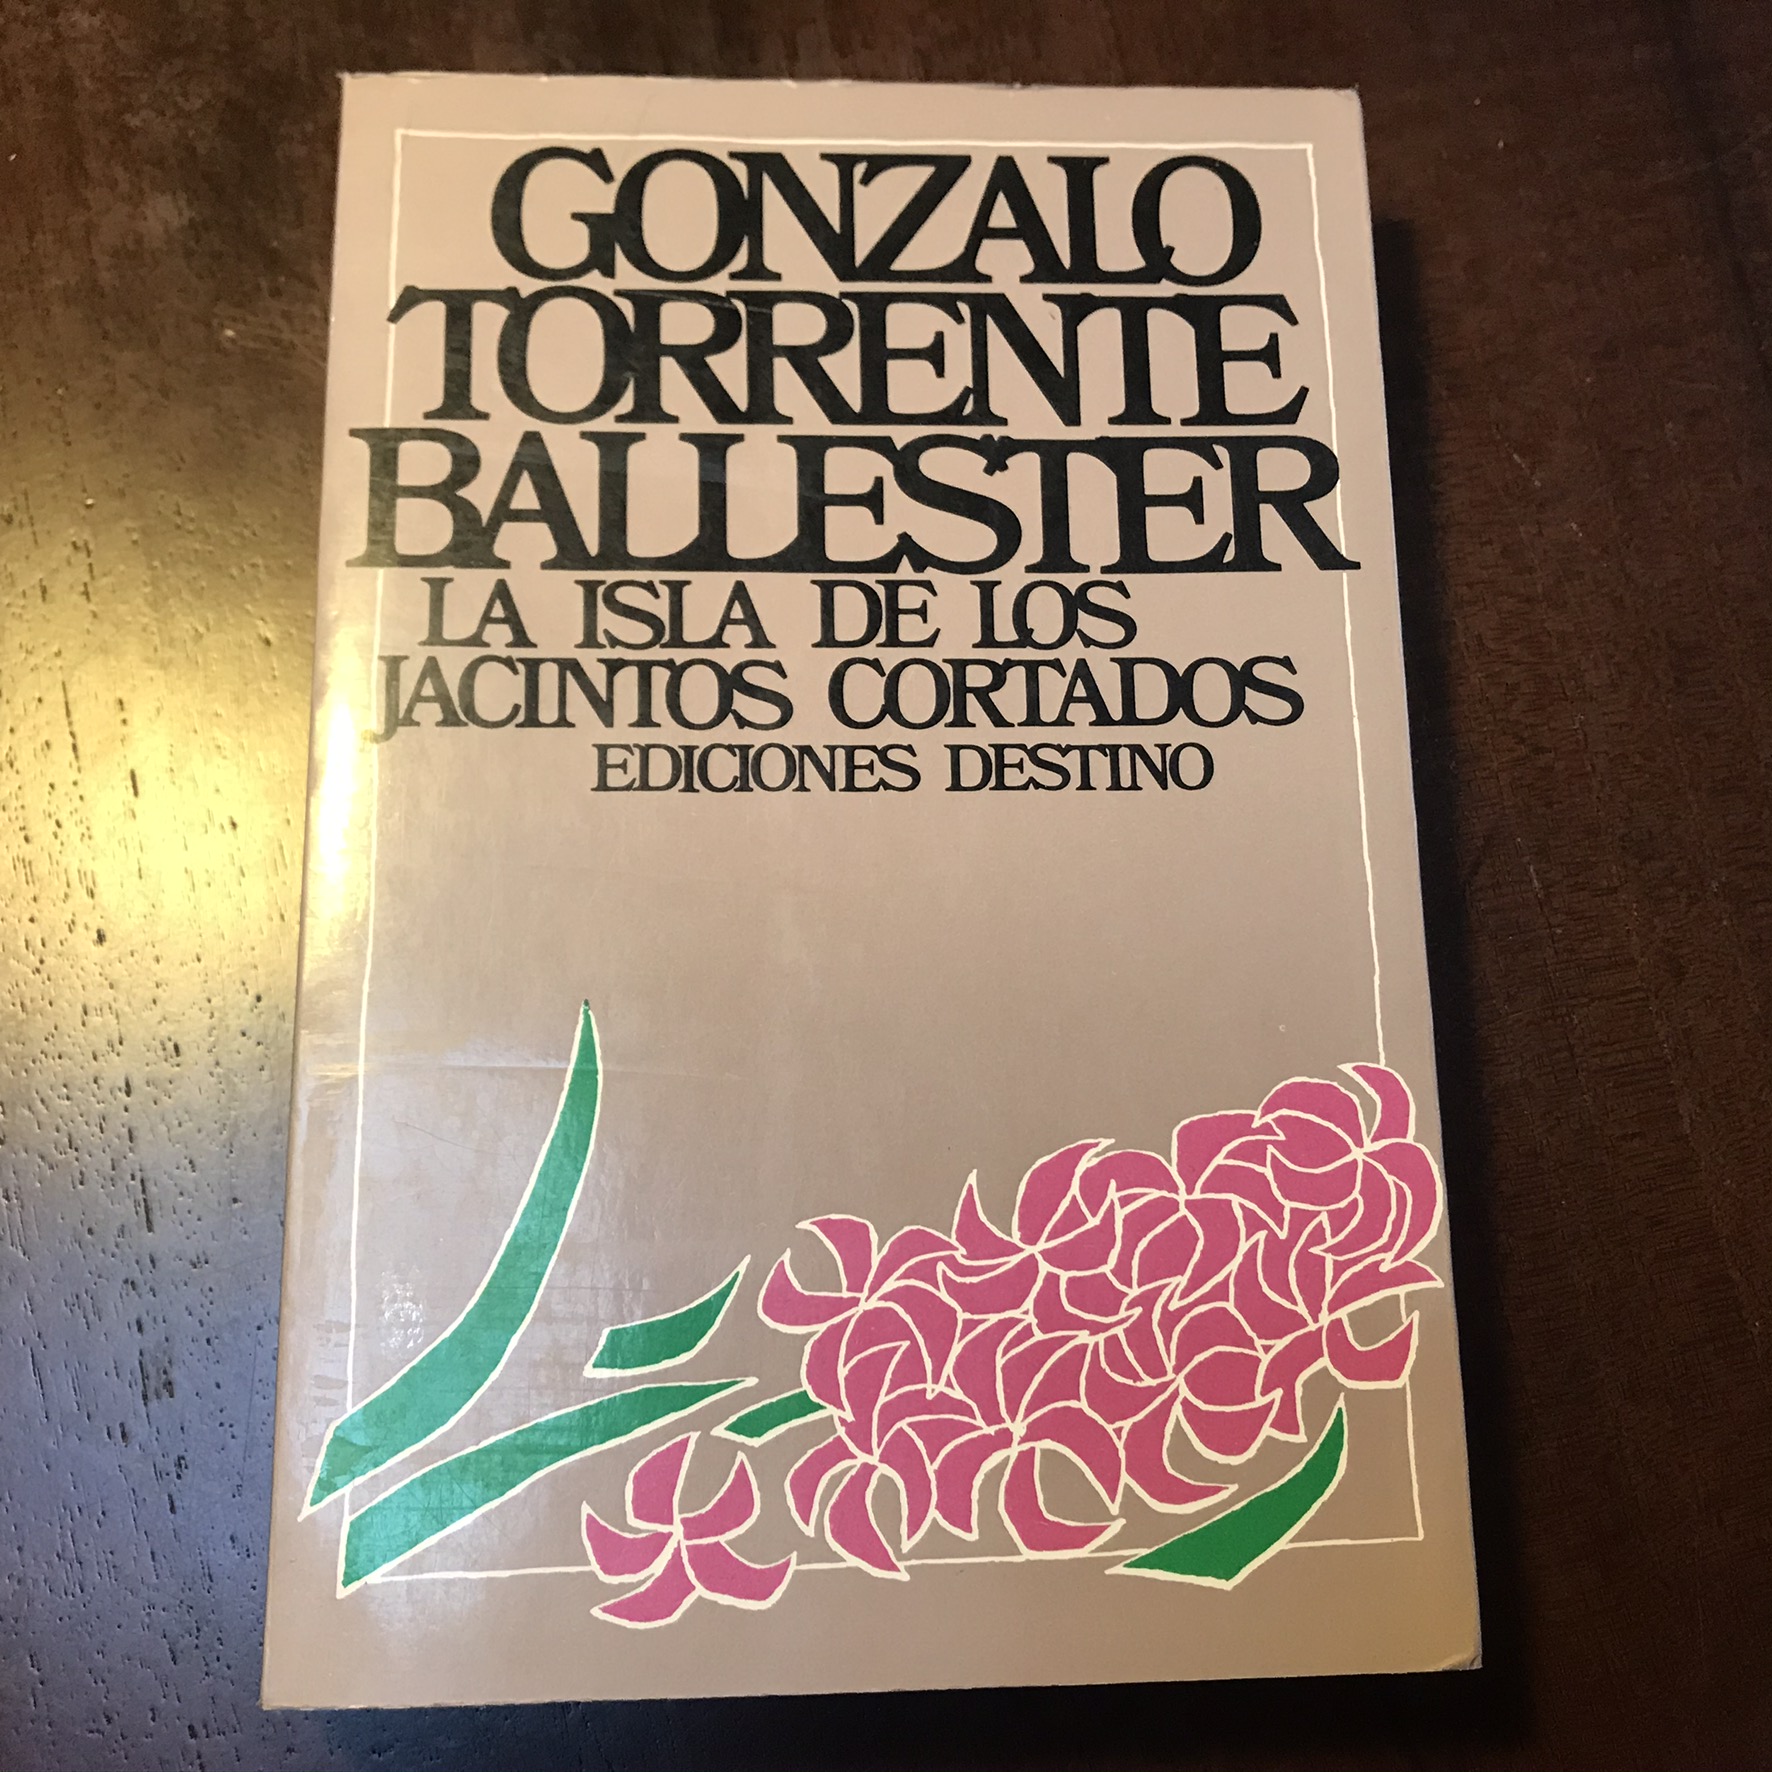 GONZALO
TORRENTE
BALLESTER
LA ISLA DE LOS
JACINTOS CORTADOS
EDICIONES DESTINO